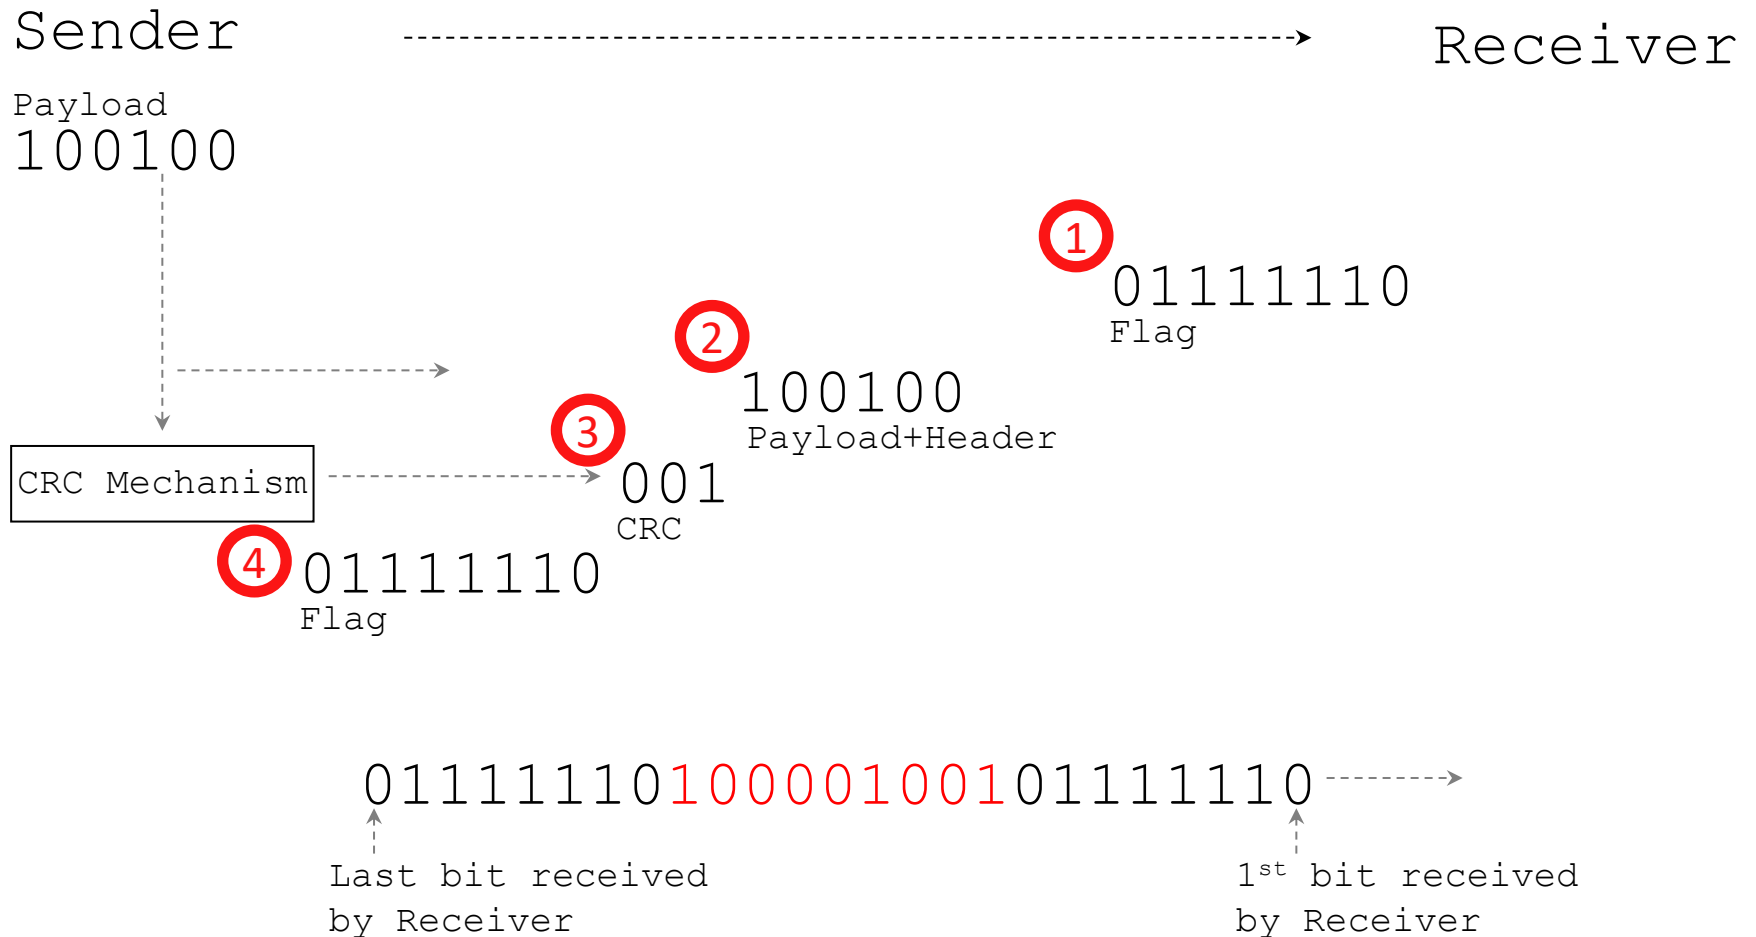 Sender
Receiver
Payload
100100
1
01111110
Flag
2
100100
Payload+Header
3
001
CRC
CRC Mechanism
4
01111110
Flag
0111111010000100101111110
Last bit received
by Receiver
1st bit received
by Receiver